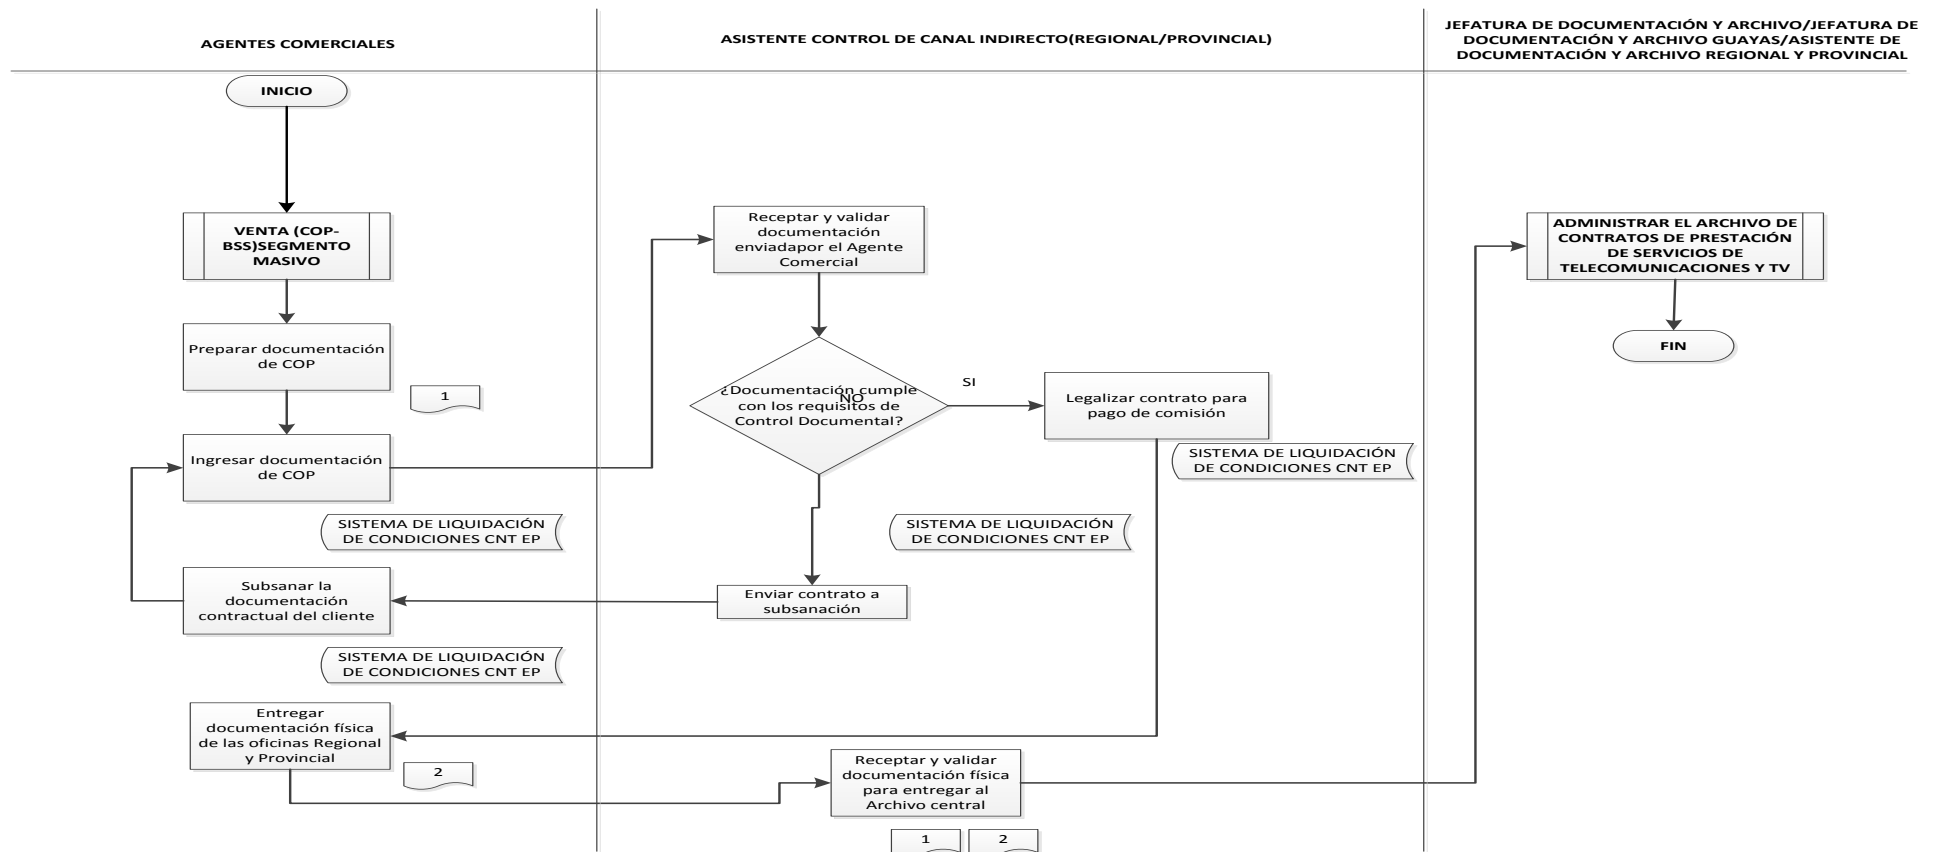 AGENTES COMERCIALES
ASISTENTE CONTROL DE CANAL INDIRECTO(REGIONAL/PROVINCIAL)
JEFATURA DE DOCUMENTACIÓN Y ARCHIVO/JEFATURA DE
DOCUMENTACIÓN Y ARCHIVO GUAYAS/ASISTENTE DE
DOCUMENTACIÓN Y ARCHIVO REGIONAL Y PROVINCIAL
INICIO
VENTA (COP-
BSS)SEGMENTO
MASIVO
Preparar documentación
de COP
1
Ingresar documentación
de COP
SISTEMA DE LIQUIDACIÓN
DE CONDICIONES CNT EP
Subsanar la
documentación
contractual del cliente
SISTEMA DE LIQUIDACIÓN
DE CONDICIONES CNT EP
Entregar
documentación física
de las oficinas Regional
y Provincial
2
Receptar y validar
documentación
enviadapor el Agente
Comercial
¿Documentación cumple
NO
con los requisitos de
Control Documental?
SI
Legalizar contrato para
pago de comisión
SISTEMA DE LIQUIDACIÓN
DE CONDICIONES CNT EP
SISTEMA DE LIQUIDACIÓN
DE CONDICIONES CNT EP
Enviar contrato a
subsanación
Receptar y validar
documentación física
para entregar al
Archivo central
1
2
ADMINISTRAR EL ARCHIVO DE
CONTRATOS DE PRESTACIÓN
DE SERVICIOS DE
TELECOMUNICACIONES Y TV
FIN